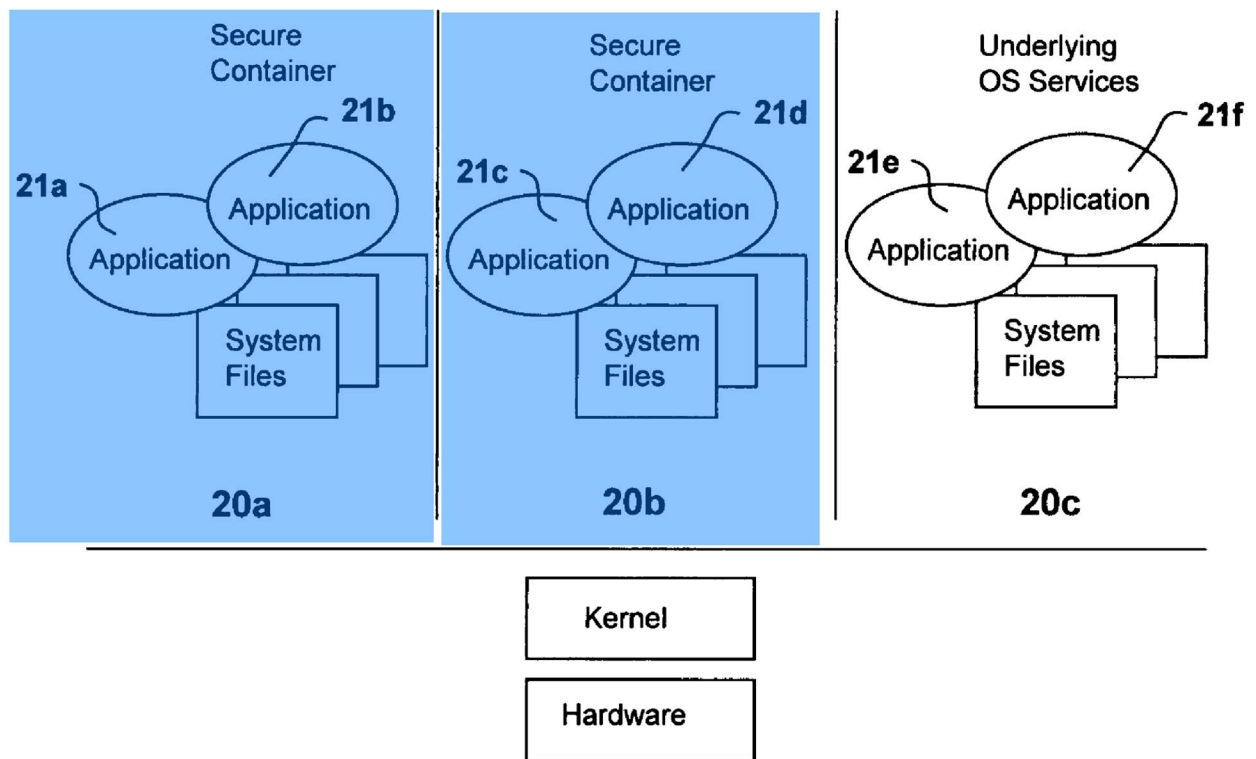 Secure
Container
21b
21a
Application
Application
System
Files
20a
Secure
Container
21d
21c
Application
Application
System
Files
20b
Underlying
OS Services
21f
21e
Application
Application
System
Files
20c
Kernel
Hardware